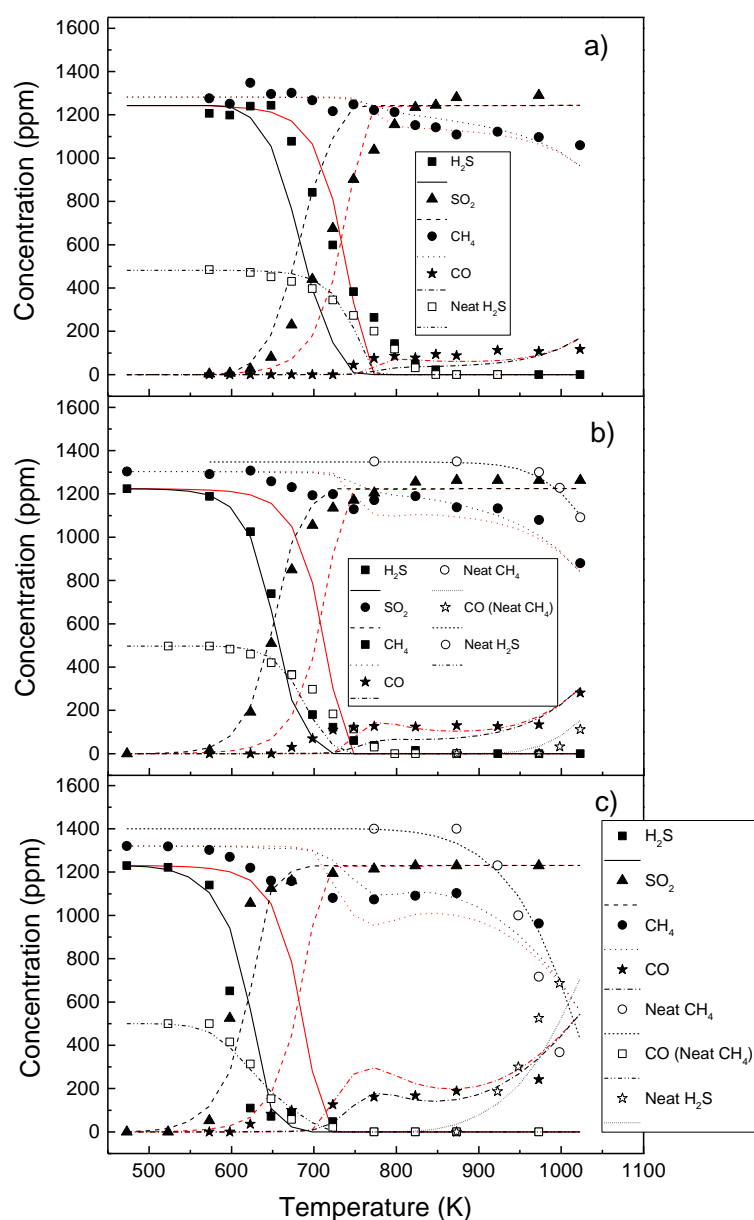 a)
Concentration (ppm)
1600
1400
1200
1000
800
600
400
200
0
H₂S
SO₂
CH₄
CO
Neat H₂S
b)
Concentration (ppm)
1600
1400
1200
1000
800
600
400
200
0
H₂S
SO₂
CH₄
CO
Neat CH₄
CO (Neat CH₄)
Neat H₂S
c)
Concentration (ppm)
1600
1400
1200
1000
800
600
400
200
0
H₂S
SO₂
CH₄
CO
Neat CH₄
CO (Neat CH₄)
Neat H₂S
500 600 700 800 900 1000 1100
Temperature (K)